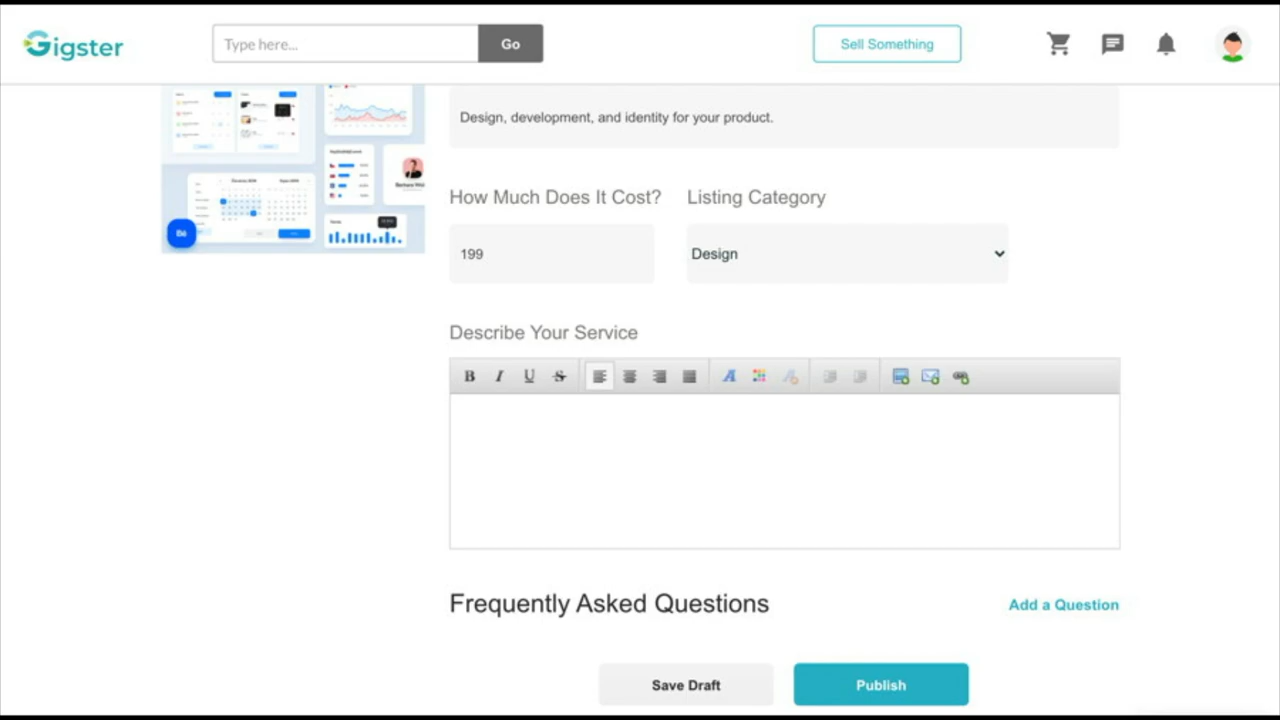 Gigster
Type here...
Go
Sell Something
Design, development, and identity for your product.
How Much Does It Cost?
Listing Category
199
Design
Describe Your Service
B I U S
Frequently Asked Questions
Add a Question
Save Draft
Publish
Bē